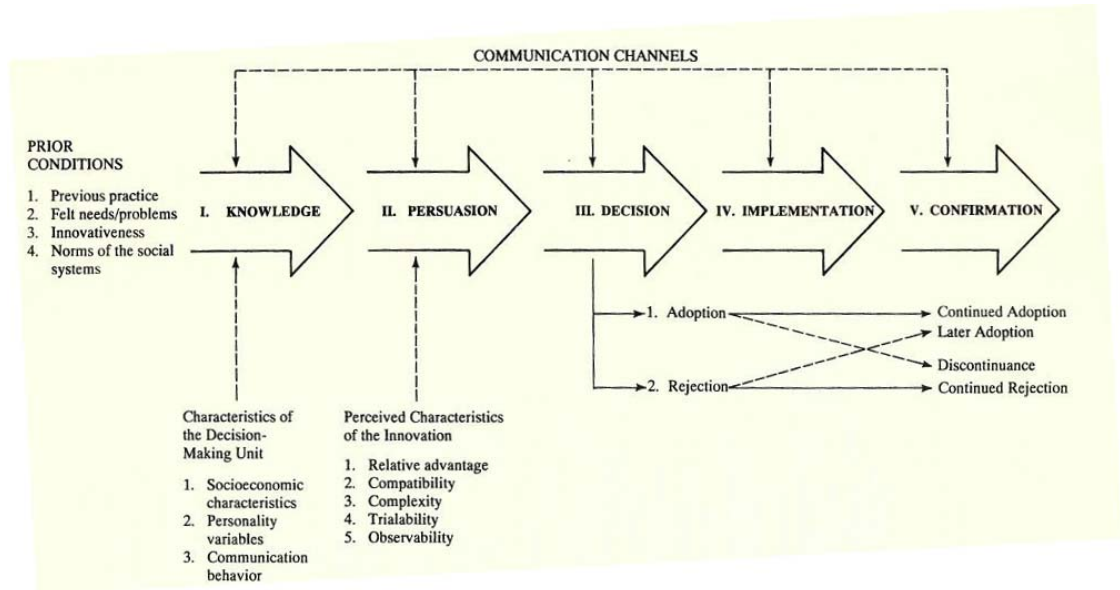 COMMUNICATION CHANNELS
PRIOR
CONDITIONS
1. Previous practice
2. Felt needs/problems
3. Innovativeness
4. Norms of the social
systems
I. KNOWLEDGE
II. PERSUASION
III. DECISION
IV. IMPLEMENTATION
V. CONFIRMATION
1. Adoption
2. Rejection
Continued Adoption
Later Adoption
Discontinuance
Continued Rejection
Characteristics of
the Decision-
Making Unit
1. Socioeconomic
characteristics
2. Personality
variables
3. Communication
behavior
Perceived Characteristics
of the Innovation
1. Relative advantage
2. Compatibility
3. Complexity
4. Trialability
5. Observability